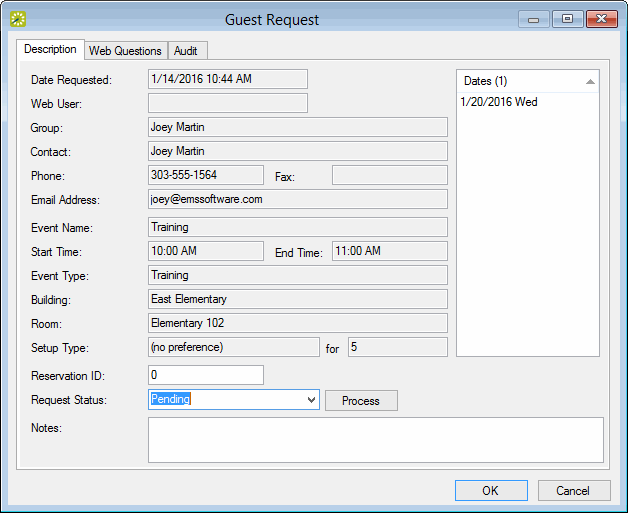 Guest Request
Description Web Questions Audit
Date Requested: 1/14/2016 10:44 AM
Dates (1)
Web User:
1/20/2016 Wed
Group: Joey Martin
Contact: Joey Martin
Phone: 303-555-1564 Fax:
Email Address: joey@emssoftware.com
Event Name: Training
Start Time: 10:00 AM End Time: 11:00 AM
Event Type: Training
Building: East Elementary
Room: Elementary 102
Setup Type: (no preference) for 5
Reservation ID: 0
Request Status: Pending Process
Notes:
OK Cancel